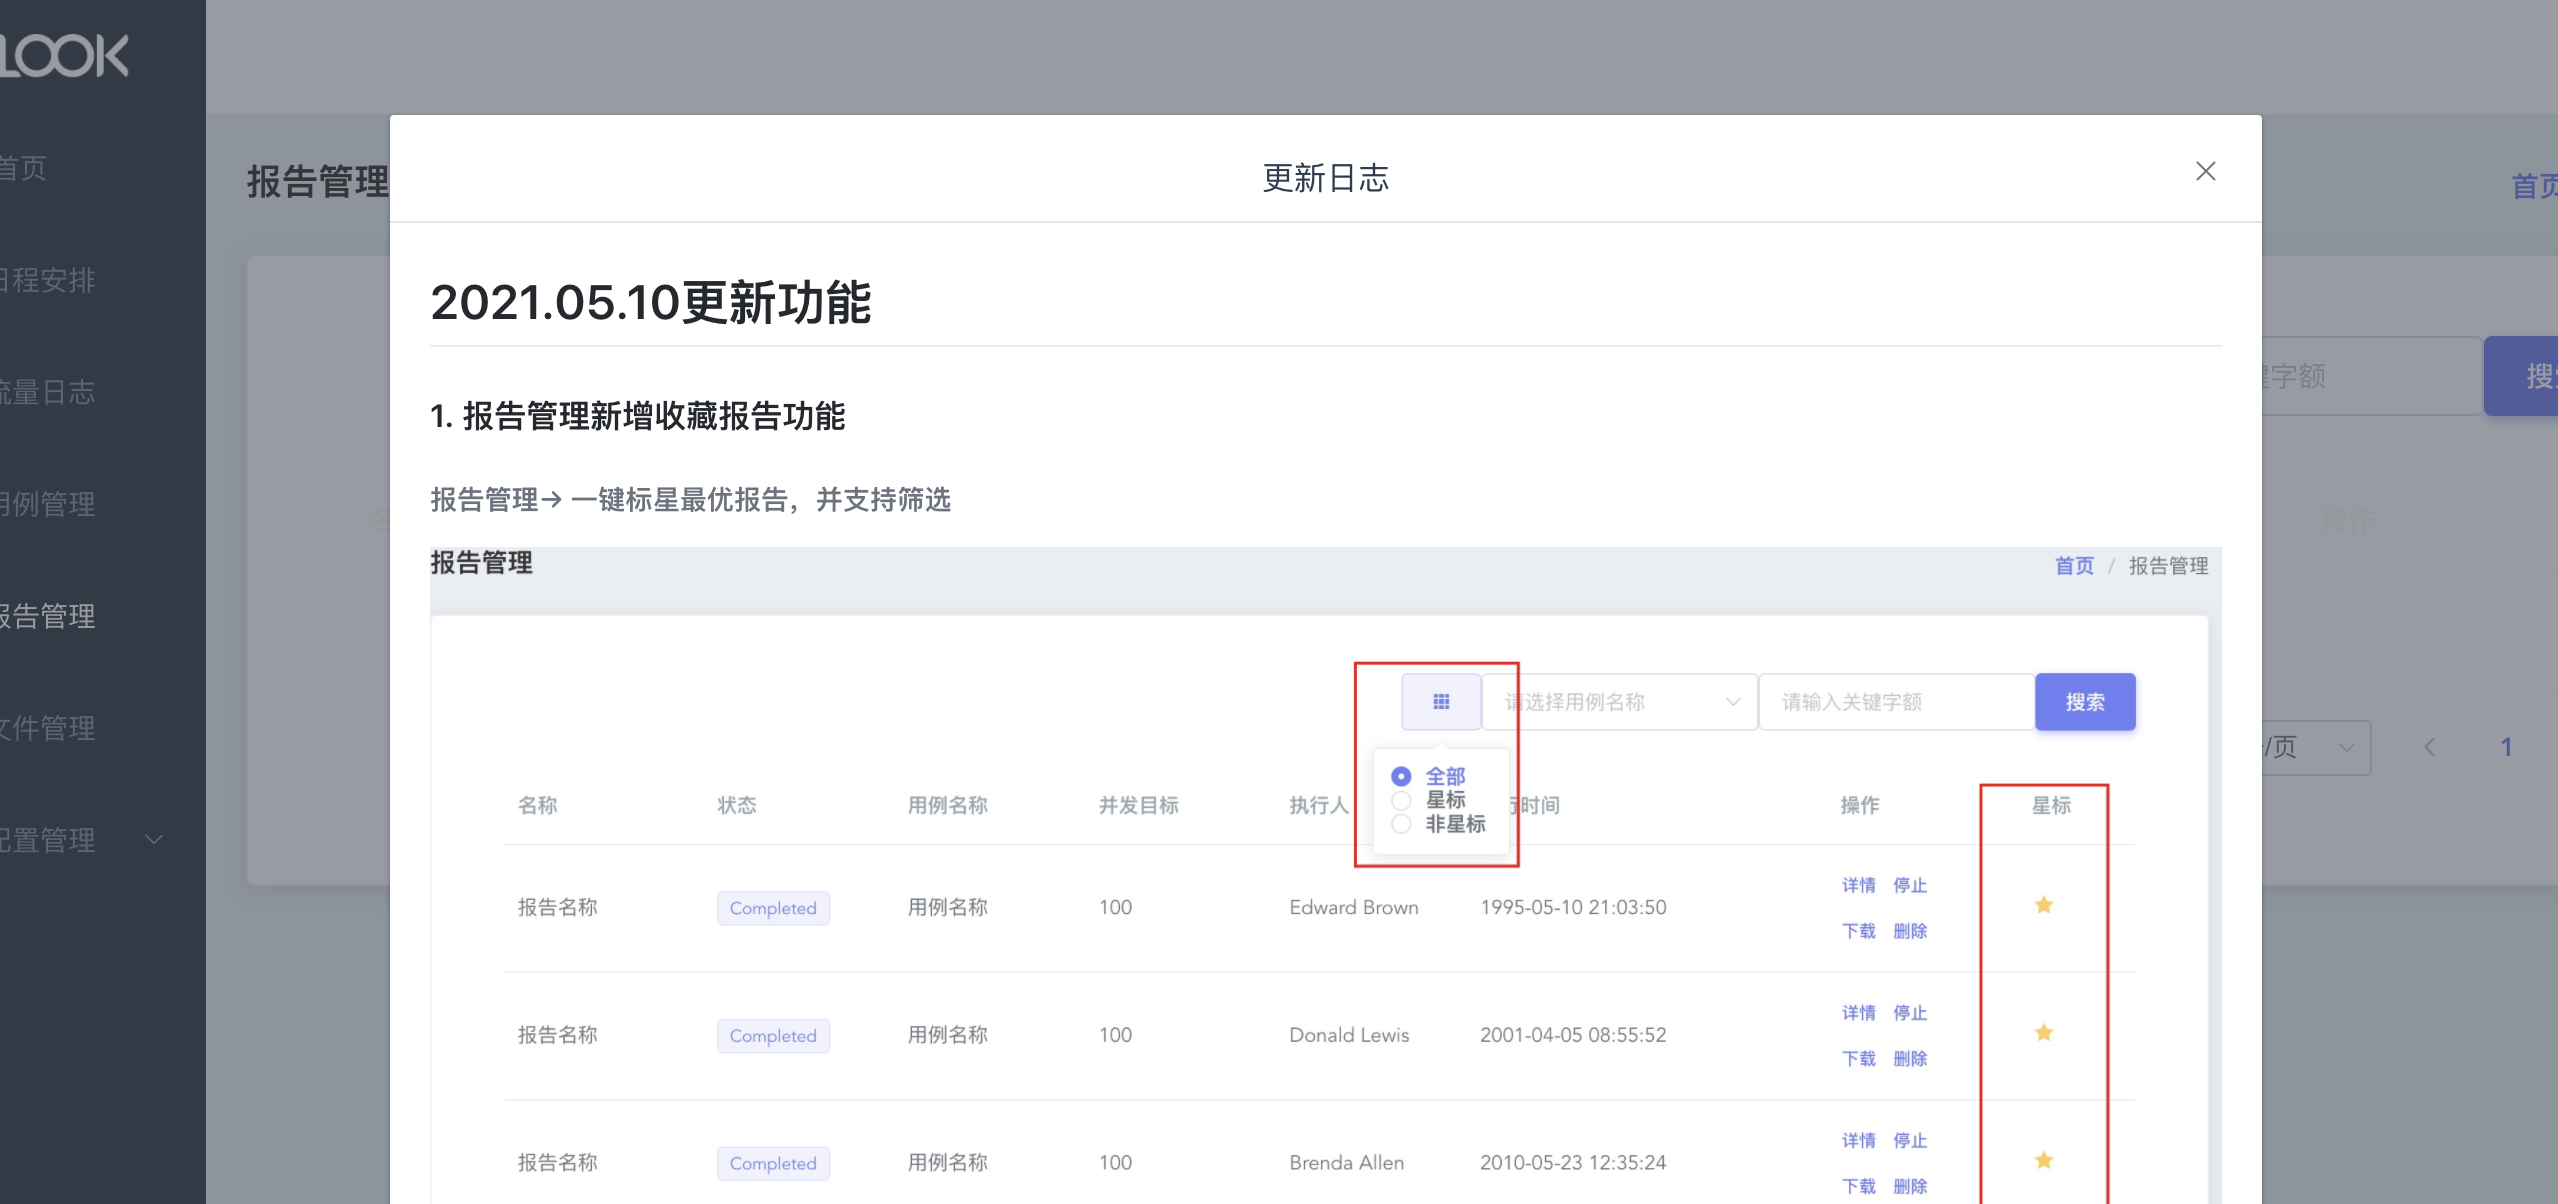 LOOK
首页
日程安排
流量日志
用例管理
报告管理
文件管理
配置管理
报告管理
首页
键字额
搜索
操作
/页
1
更新日志
2021.05.10更新功能
1. 报告管理新增收藏报告功能
报告管理→ 一键标星最优报告，并支持筛选
报告管理
首页 / 报告管理
请选择用例名称 请输入关键字额 搜索
全部
星标
非星标
名称 状态 用例名称 并发目标 执行人 行时间 操作 星标
报告名称 Completed 用例名称 100 Edward Brown 1995-05-10 21:03:50 详情 停止
下载 删除
报告名称 Completed 用例名称 100 Donald Lewis 2001-04-05 08:55:52 详情 停止
下载 删除
报告名称 Completed 用例名称 100 Brenda Allen 2010-05-23 12:35:24 详情 停止
下载 删除